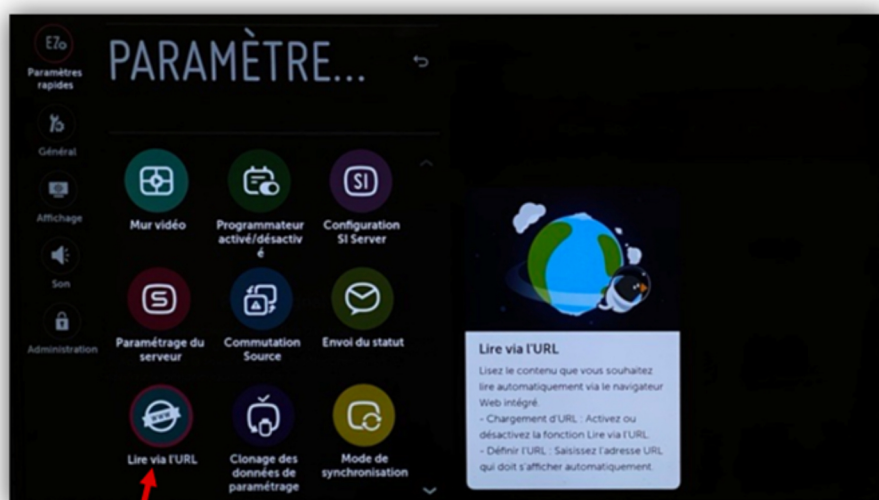 EZ
Paramètres
rapides
Général
Affichage
Son
Administration
PARAMÈTRE...
Mur vidéo
Programmateur
activé/désactiv
é
SI
Configuration
SI Server
S
Paramétrage du
serveur
Commutation
Source
Envoi du statut
Lire via l'URL
Clonage des
données de
paramétrage
Mode de
synchronisation
Lire via l'URL
Lisez le contenu que vous souhaitez
lire automatiquement via le navigateur
Web intégré.
- Chargement d'URL : Activez ou
désactivez la fonction Lire via l'URL.
- Définir l'URL : Saisissez l'adresse URL
qui doit s'afficher automatiquement.